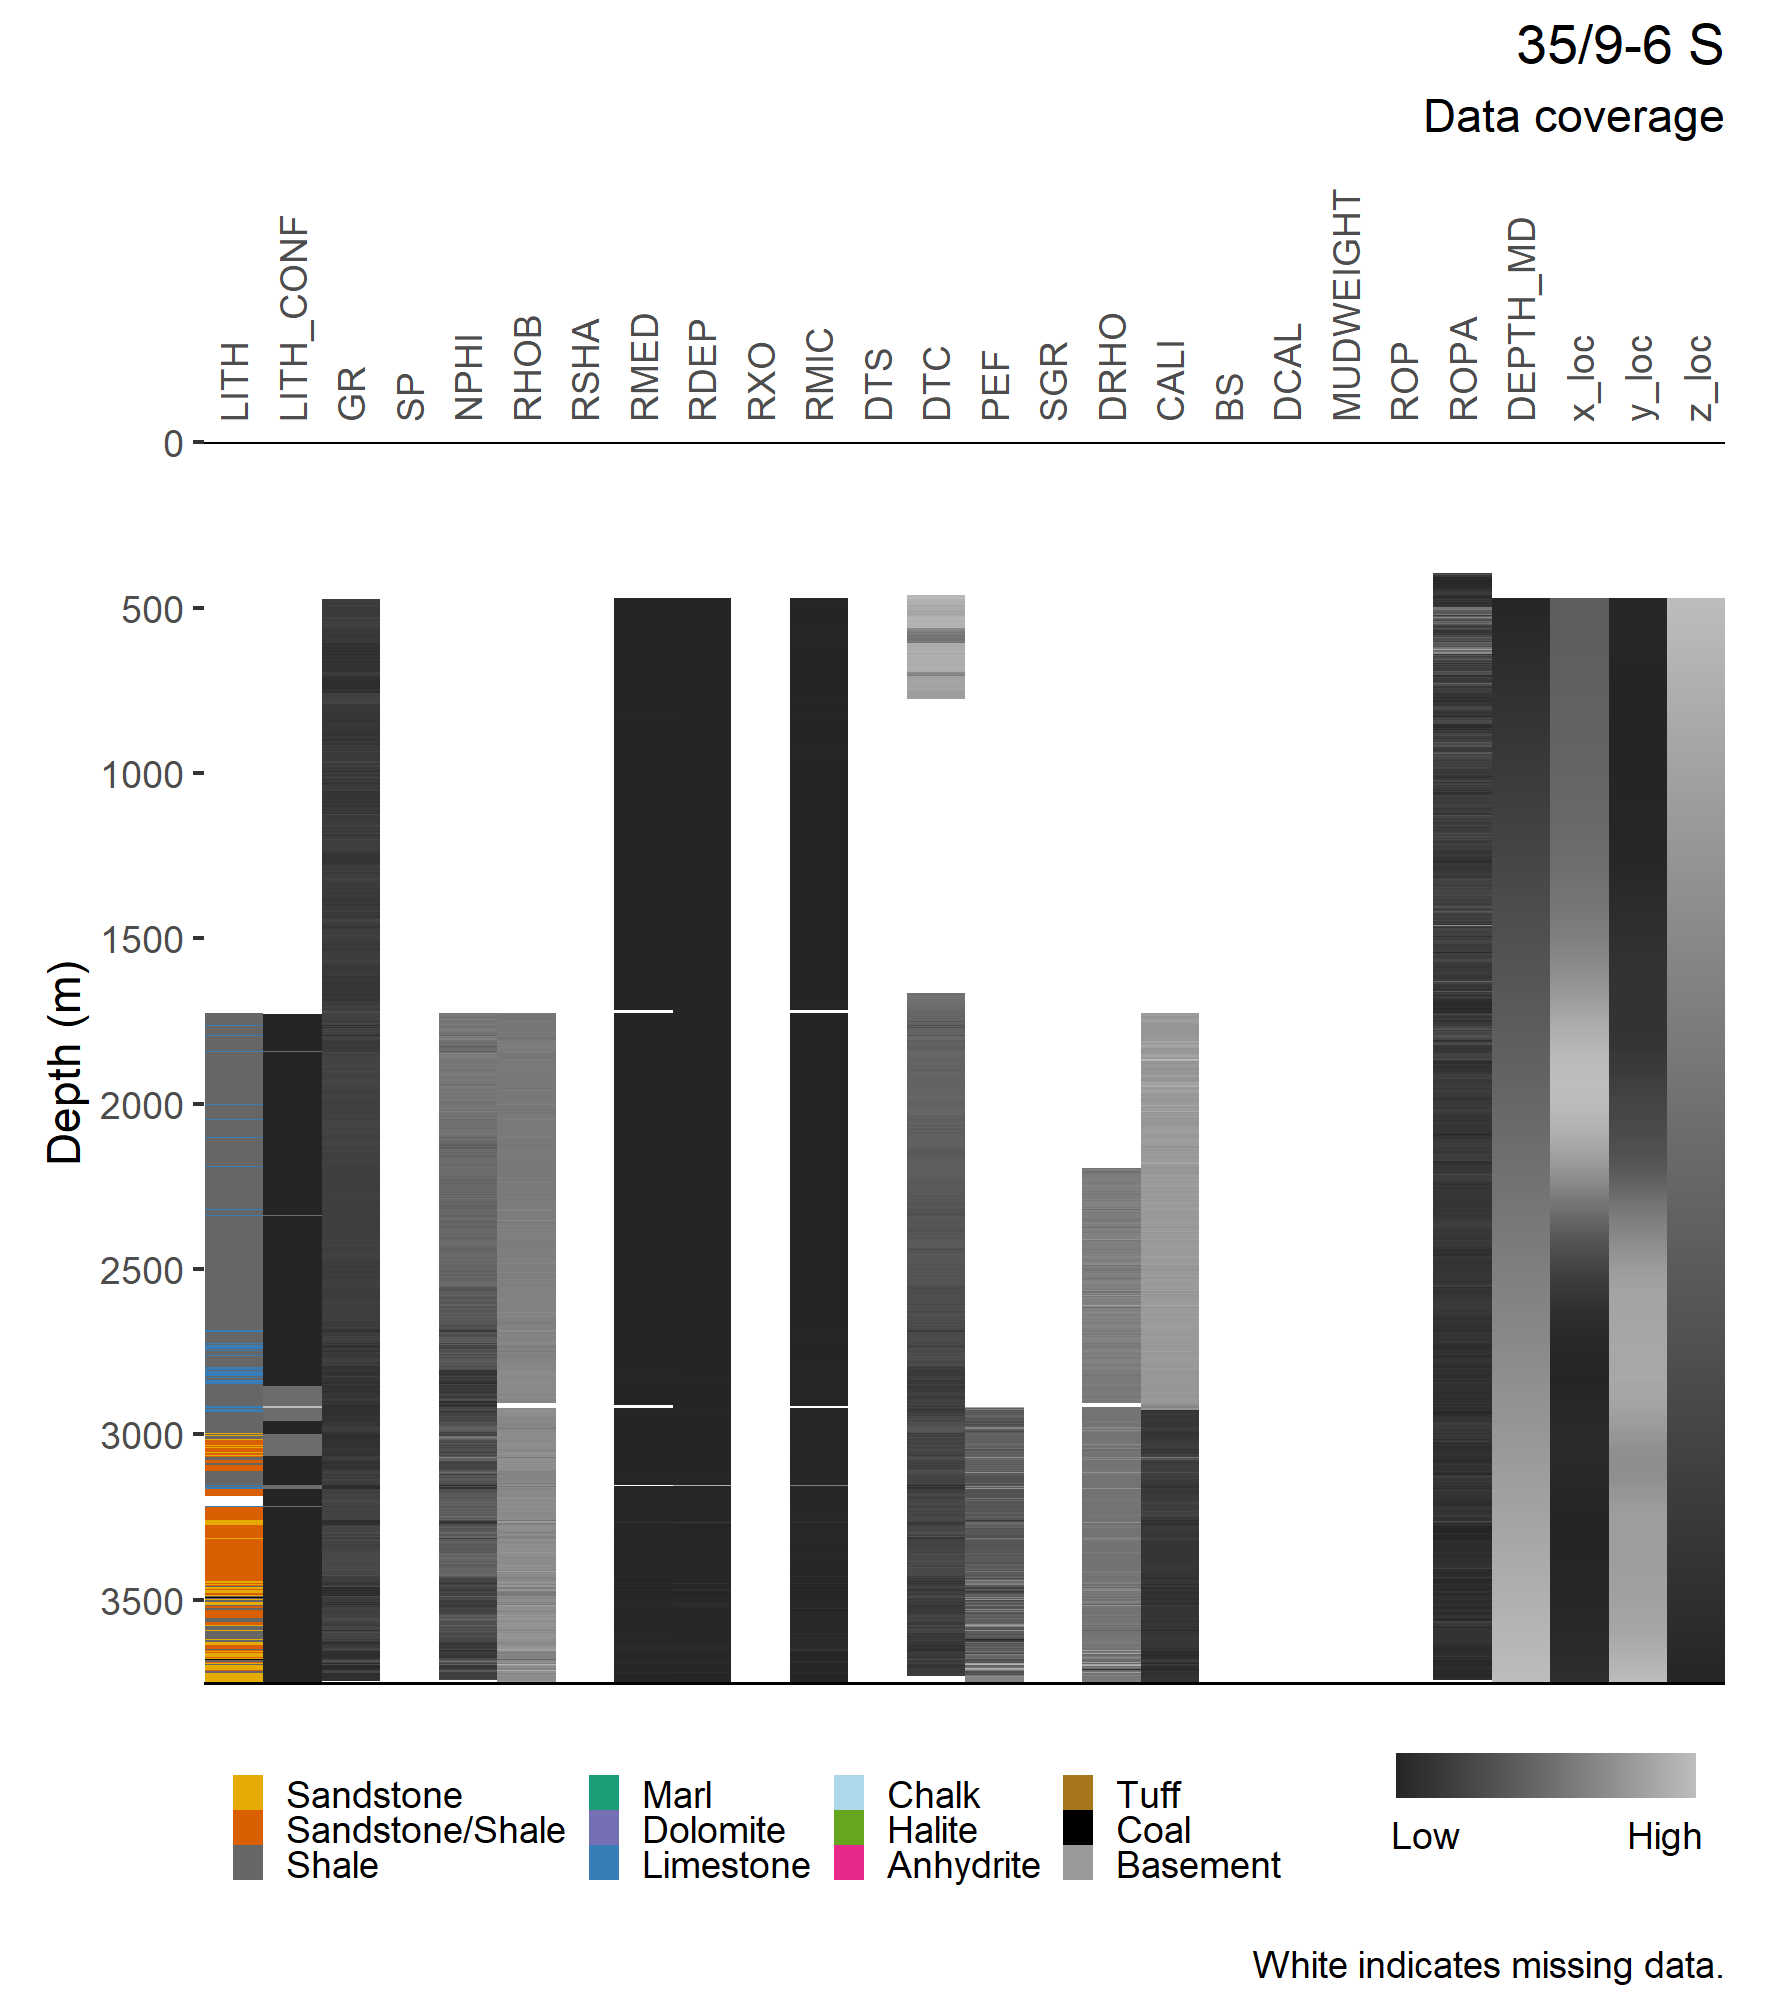 35/9-6 S
Data coverage
LITH
LITH_CONF
GR
SP
NPHI
RHOB
RSHA
RMED
RDEP
RXO
RMIC
DTS
DTC
PEF
SGR
DRHO
CALI
BS
DCAL
MUDWEIGHT
ROP
ROPA
DEPTH_MD
x_loc
y_loc
z_loc
0
500
1000
1500
2000
2500
3000
3500
Depth (m)
Sandstone
Sandstone/Shale
Shale
Marl
Dolomite
Limestone
Chalk
Halite
Anhydrite
Tuff
Coal
Basement
Low High
White indicates missing data.